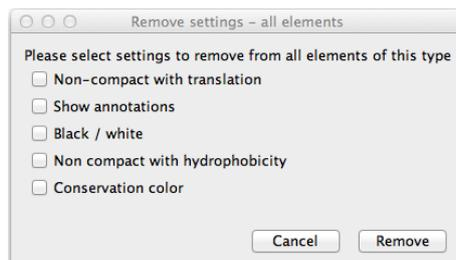 Remove settings – all elements
Please select settings to remove from all elements of this type
Non-compact with translation
Show annotations
Black / white
Non compact with hydrophobicity
Conservation color
Cancel Remove